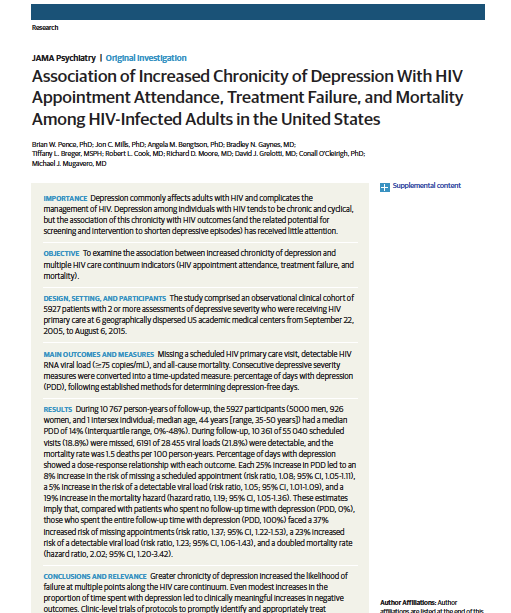 Research
JAMA Psychiatry | Original Investigation
Association of Increased Chronicity of Depression With HIV
Appointment Attendance, Treatment Failure, and Mortality
Among HIV-Infected Adults in the United States
Brian W. Pence, PhD; Jon C. Mills, PhD; Angela M. Bengtson, PhD; Bradley N. Gaynes, MD;
Tiffany L. Breger, MSPH; Robert L. Cook, MD; Richard D. Moore, MD; David J. Grelotti, MD; Conall O'Cleirigh, PhD;
Michael J. Mugavero, MD
Supplemental content
IMPORTANCE Depression commonly affects adults with HIV and complicates the
management of HIV. Depression among individuals with HIV tends to be chronic and cyclical,
but the association of this chronicity with HIV outcomes (and the related potential for
screening and intervention to shorten depressive episodes) has received little attention.
OBJECTIVE To examine the association between increased chronicity of depression and
multiple HIV care continuum indicators (HIV appointment attendance, treatment failure, and
mortality).
DESIGN, SETTING, AND PARTICIPANTS The study comprised an observational clinical cohort of
5927 patients with 2 or more assessments of depressive severity who were receiving HIV
primary care at 6 geographically dispersed US academic medical centers from September 22,
2005, to August 6, 2015.
MAIN OUTCOMES AND MEASURES Missing a scheduled HIV primary care visit, detectable HIV
RNA viral load (≥75 copies/mL), and all-cause mortality. Consecutive depressive severity
measures were converted into a time-updated measure: percentage of days with depression
(PDD), following established methods for determining depression-free days.
RESULTS During 10 767 person-years of follow-up, the 5927 participants (5000 men, 926
women, and 1 intersex individual; median age, 44 years [range, 35-50 years]) had a median
PDD of 14% (interquartile range, 0%-48%). During follow-up, 10 361 of 55 040 scheduled
visits (18.8%) were missed, 6191 of 28 455 viral loads (21.8%) were detectable, and the
mortality rate was 1.5 deaths per 100 person-years. Percentage of days with depression
showed a dose-response relationship with each outcome. Each 25% increase in PDD led to an
8% increase in the risk of missing a scheduled appointment (risk ratio, 1.08; 95% CI, 1.05-1.11),
a 5% increase in the risk of a detectable viral load (risk ratio, 1.05; 95% CI, 1.01-1.09), and a
19% increase in the mortality hazard (hazard ratio, 1.19; 95% CI, 1.05-1.36). These estimates
imply that, compared with patients who spent no follow-up time with depression (PDD, 0%),
those who spent the entire follow-up time with depression (PDD, 100%) faced a 37%
increased risk of missing appointments (risk ratio, 1.37; 95% CI, 1.22-1.53), a 23% increased
risk of a detectable viral load (risk ratio, 1.23; 95% CI, 1.06-1.43), and a doubled mortality rate
(hazard ratio, 2.02; 95% CI, 1.20-3.42).
CONCLUSIONS AND RELEVANCE Greater chronicity of depression increased the likelihood of
failure at multiple points along the HIV care continuum. Even modest increases in the
proportion of time spent with depression led to clinically meaningful increases in negative
outcomes. Clinic-level trials of protocols to promptly identify and appropriately treat
Author Affiliations: Author
affiliations are listed at the end of this